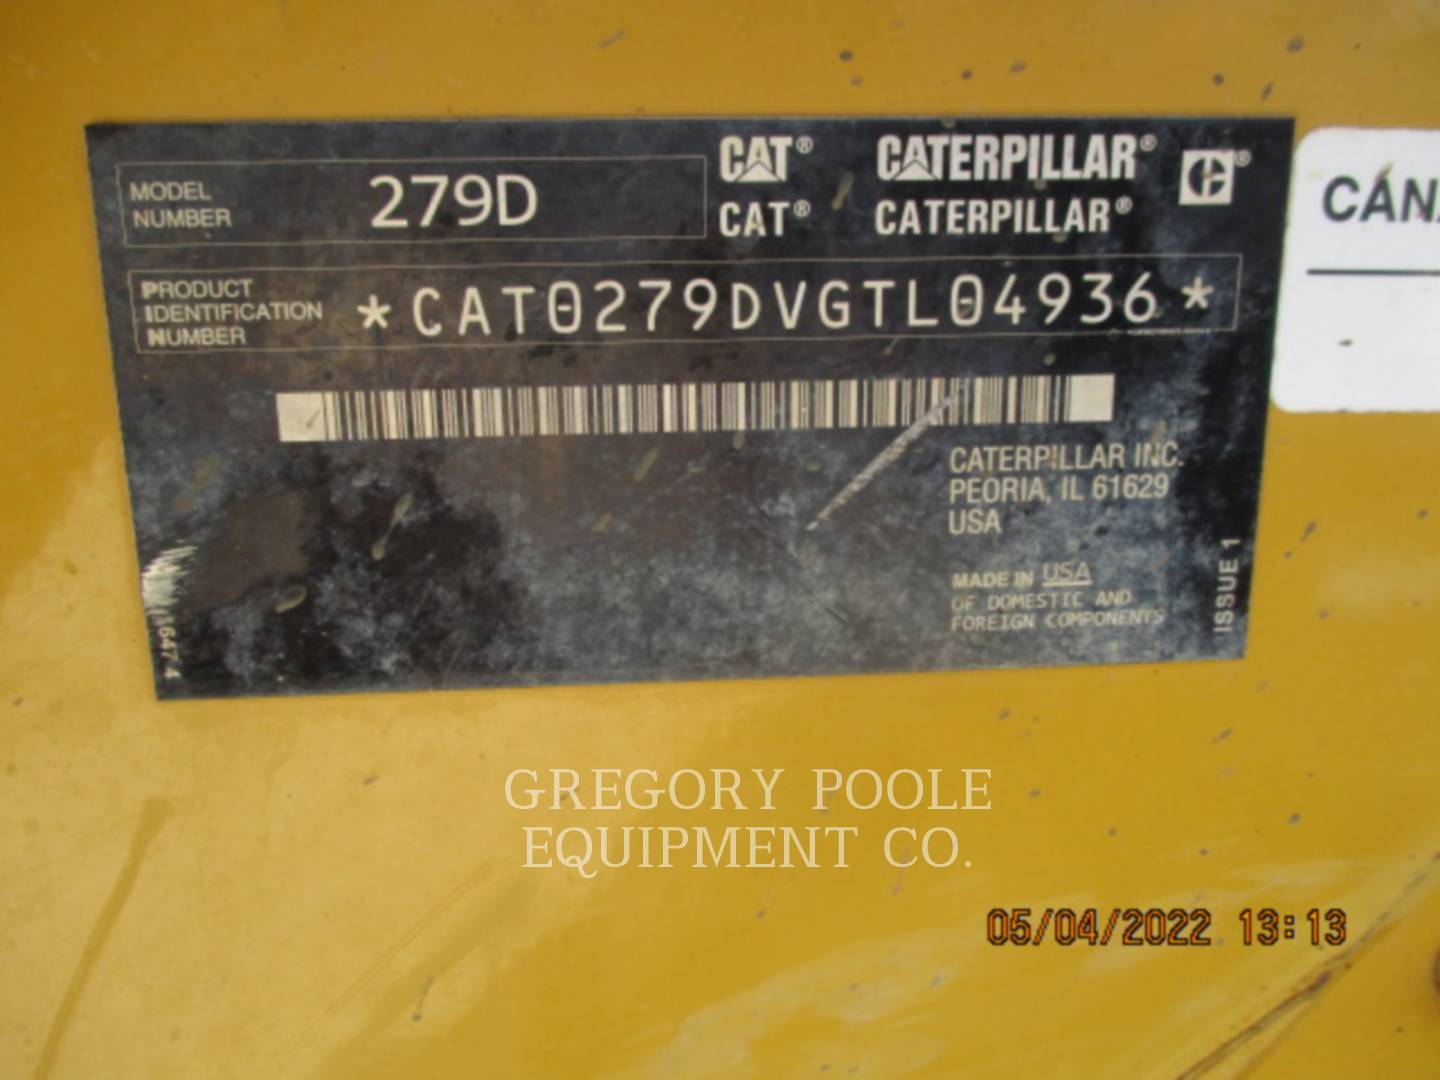 MODEL NUMBER 279D
CAT® CATERPILLAR®
CAT® CATERPILLAR®
PRODUCT
IDENTIFICATION
NUMBER
*CAT0279DVGTL04936*
CATERPILLAR INC.
PEORIA, IL 61629
USA
MADE IN USA
OF DOMESTIC AND
FOREIGN COMPONENTS
ISSUE 1
GREGORY POOLE
EQUIPMENT CO.
05/04/2022 13:13